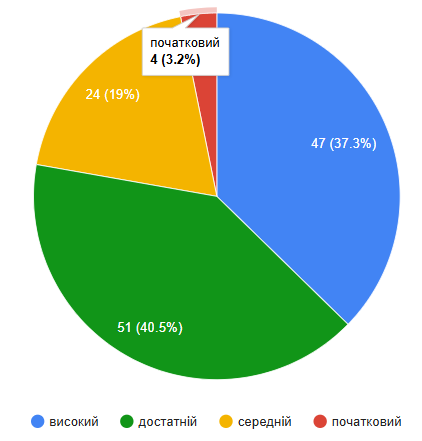 початковий
4 (3.2%)
24 (19%)
47 (37.3%)
51 (40.5%)
високий
достатній
середній
початковий